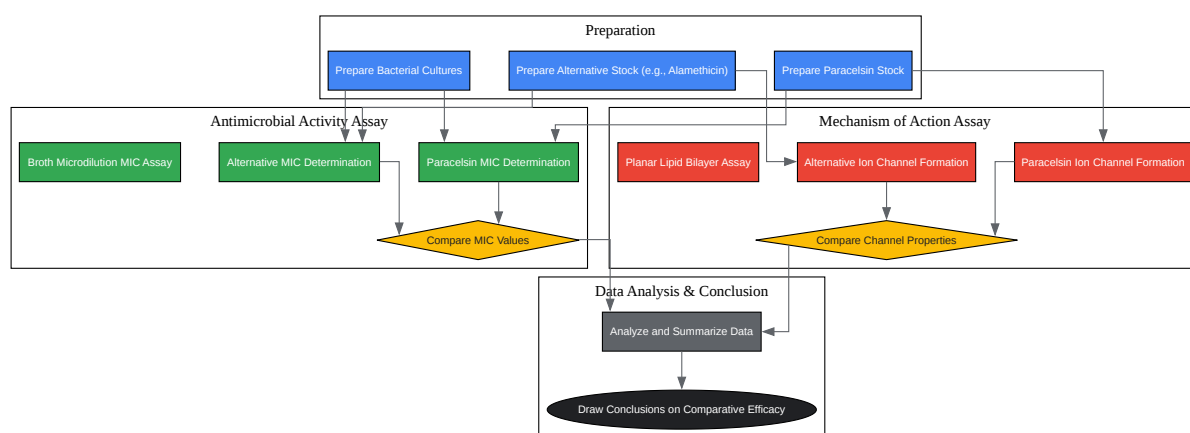 Preparation
Prepare Bacterial Cultures
Prepare Alternative Stock (e.g., Alamethicin)
Prepare Paracelsin Stock
Antimicrobial Activity Assay
Mechanism of Action Assay
Broth Microdilution MIC Assay
Alternative MIC Determination
Paracelsin MIC Determination
Planar Lipid Bilayer Assay
Alternative Ion Channel Formation
Paracelsin Ion Channel Formation
Compare MIC Values
Compare Channel Properties
Data Analysis & Conclusion
Analyze and Summarize Data
Draw Conclusions on Comparative Efficacy